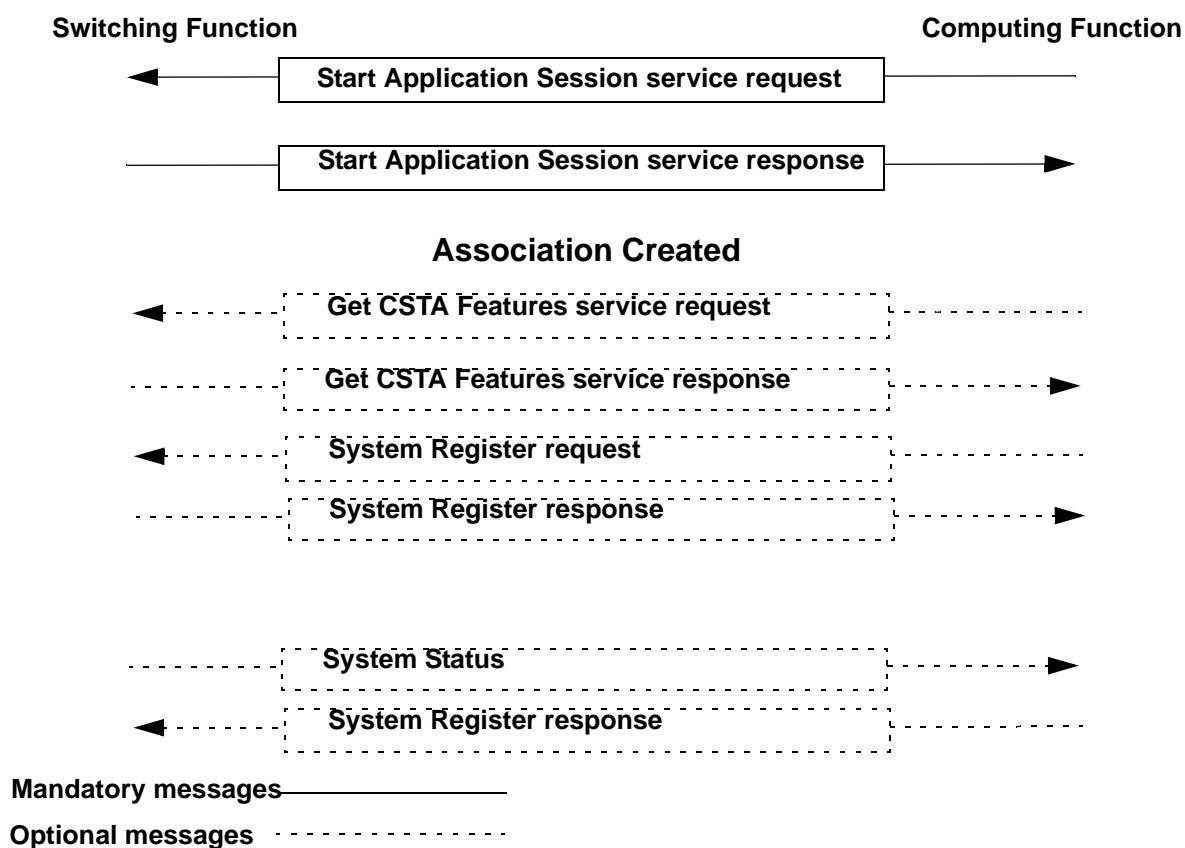 Switching Function
Computing Function
Start Application Session service request
Start Application Session service response
Association Created
Get CSTA Features service request
Get CSTA Features service response
System Register request
System Register response
System Status
System Register response
Mandatory messages
Optional messages